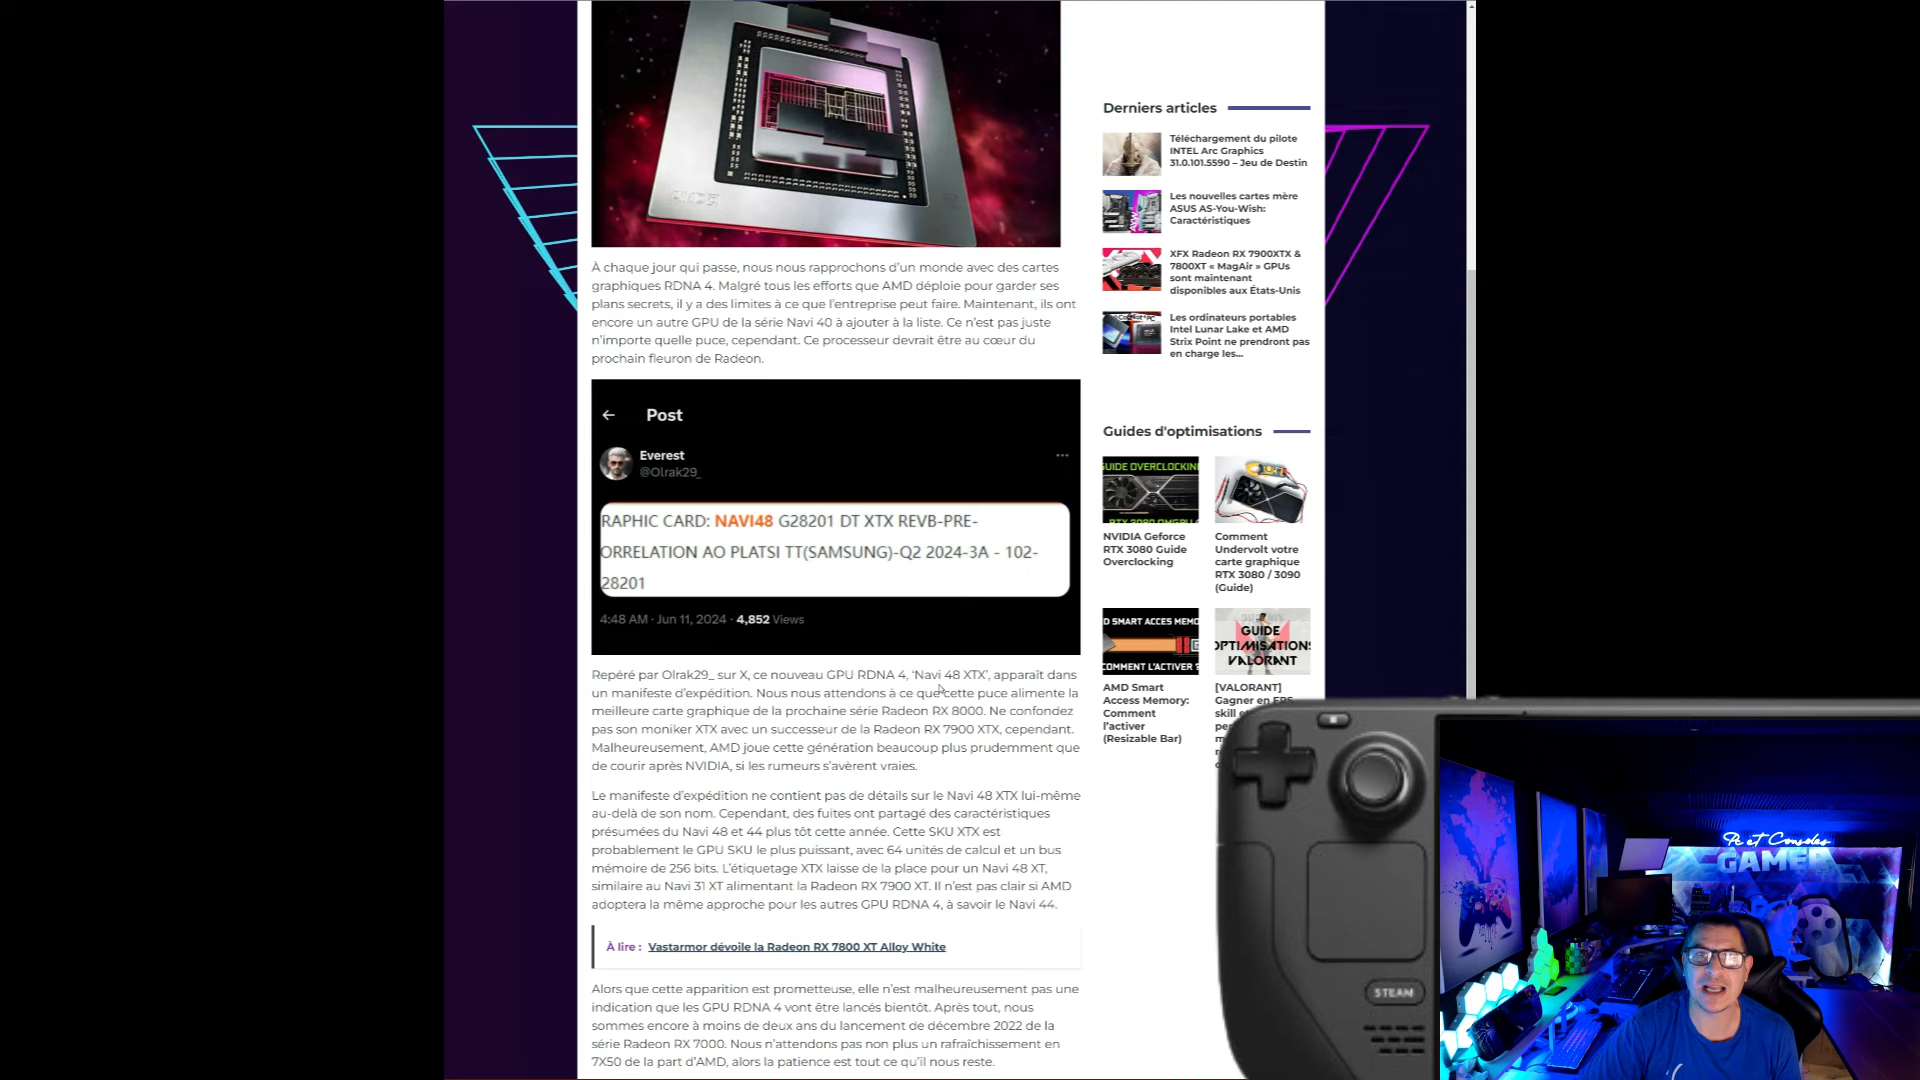 AMD
À chaque jour qui passe, nous nous rapprochons d'un monde avec des cartes
graphiques RDNA 4. Malgré tous les efforts que AMD déploie pour garder ses
plans secrets, il y a des limites à ce que l'entreprise peut faire. Maintenant, ils ont
encore un autre GPU de la série Navi 40 à ajouter à la liste. Ce n'est pas juste
n'importe quelle puce, cependant. Ce processeur devrait être au cœur du
prochain fleuron de Radeon.
Post
Everest
@Olrak29_
RAPHIC CARD: NAVI48 G28201 DT XTX REVB-PRE-
ORRELATION AO PLATSI TT(SAMSUNG)-Q2 2024-3A - 102-
28201
4:48 AM · Jun 11, 2024 · 4,852 Views
Repéré par Olrak29_ sur X, ce nouveau GPU RDNA 4, 'Navi 48 XTX', apparaît dans
un manifeste d'expédition. Nous nous attendons à ce que cette puce alimente la
meilleure carte graphique de la prochaine série Radeon RX 8000. Ne confondez
pas son moniker XTX avec un successeur de la Radeon RX 7900 XTX, cependant.
Malheureusement, AMD joue cette génération beaucoup plus prudemment que
de courir après NVIDIA, si les rumeurs s'avèrent vraies.
Le manifeste d'expédition ne contient pas de détails sur le Navi 48 XTX lui-même
au-delà de son nom. Cependant, des fuites ont partagé des caractéristiques
présumées du Navi 48 et 44 plus tôt cette année. Cette SKU XTX est
probablement le GPU SKU le plus puissant, avec 64 unités de calcul et un bus
mémoire de 256 bits. L'étiquetage XTX laisse de la place pour un Navi 48 XT,
similaire au Navi 31 XT alimentant la Radeon RX 7900 XT. Il n'est pas clair si AMD
adoptera la même approche pour les autres GPU RDNA 4, à savoir le Navi 44.
À lire : Vastarmor dévoile la Radeon RX 7800 XT Alloy White
Alors que cette apparition est prometteuse, elle n'est malheureusement pas une
indication que les GPU RDNA 4 vont être lancés bientôt. Après tout, nous
sommes encore à moins de deux ans du lancement de décembre 2022 de la
série Radeon RX 7000. Nous n'attendons pas non plus un rafraîchissement en
7X50 de la part d'AMD, alors la patience est tout ce qu'il nous reste.
Derniers articles
Téléchargement du pilote
INTEL Arc Graphics
31.0.101.5590 – Jeu de Destin
Les nouvelles cartes mère
ASUS AS-You-Wish:
Caractéristiques
XFX Radeon RX 7900XTX &
7800XT « MagAir » GPUs
sont maintenant
disponibles aux États-Unis
Les ordinateurs portables
Intel Lunar Lake et AMD
Strix Point ne prendront pas
en charge les...
Guides d'optimisations
GUIDE OVERCLOCKIN
NVIDIA Geforce
RTX 3080 Guide
Overclocking
Comment
Undervolt votre
carte graphique
RTX 3080 / 3090
(Guide)
D SMART ACCES MEMO
COMMENT L'ACTIVER ?
AMD Smart
Access Memory:
Comment
l'activer
(Resizable Bar)
GUIDE
OPTIMISATIONS
VALORANT
[VALORANT]
Gagner en FPS,
skill et
STEAM
Pc et Consoles
GAMER